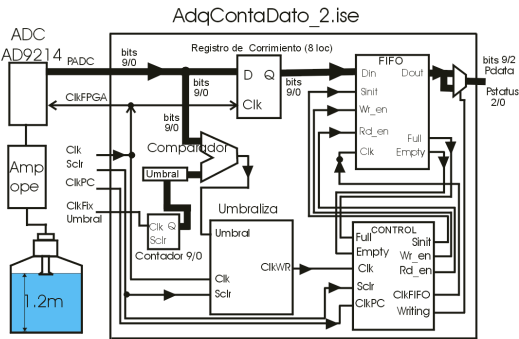 AdqContaDato_2.ise
ADC
AD9214
PADC
bits
9/0
Registro de Corrimiento (8 loc)
D Q
Clk
bits
9/0
FIFO
Din Dout
Sinit
Wr_en
Rd_en
Clk
Full
Empty
bits 9/2
Pdata
Pstatus
2/0
ClkFPGA
bits
9/0
Comparador
Umbral
Amp
ope
Clk
Sclr
ClkPC
ClkFix
Umbral
Clk Q
Sclr
Contador 9/0
Umbraliza
Umbral
ClkWR
Clk
Sclr
CONTROL
Full
Empty
Clk
Sclr
ClkPC
Sinit
Wr_en
Rd_en
ClkFIFO
Writing
1.2m